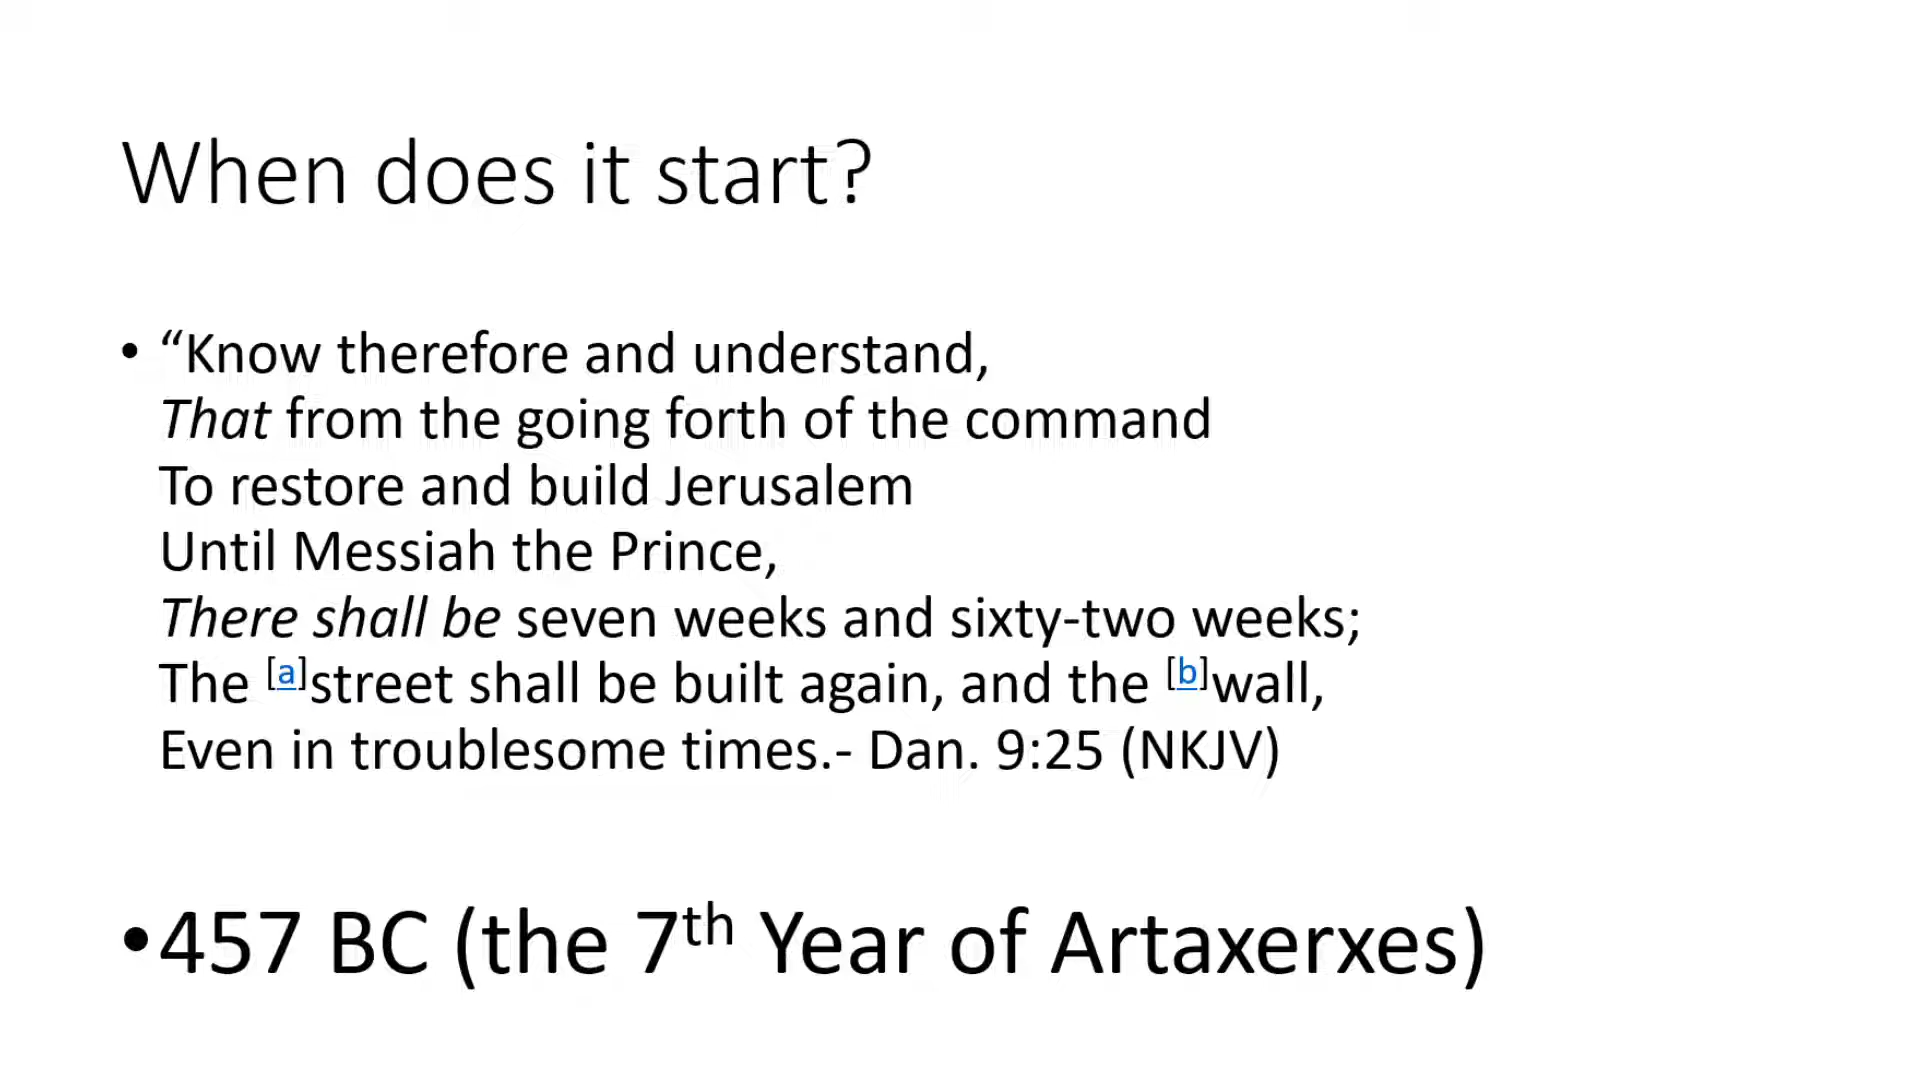 When does it start?
• “Know therefore and understand,
That from the going forth of the command
To restore and build Jerusalem
Until Messiah the Prince,
There shall be seven weeks and sixty-two weeks;
The [a]street shall be built again, and the [b]wall,
Even in troublesome times.- Dan. 9:25 (NKJV)
•457 BC (the 7th Year of Artaxerxes)